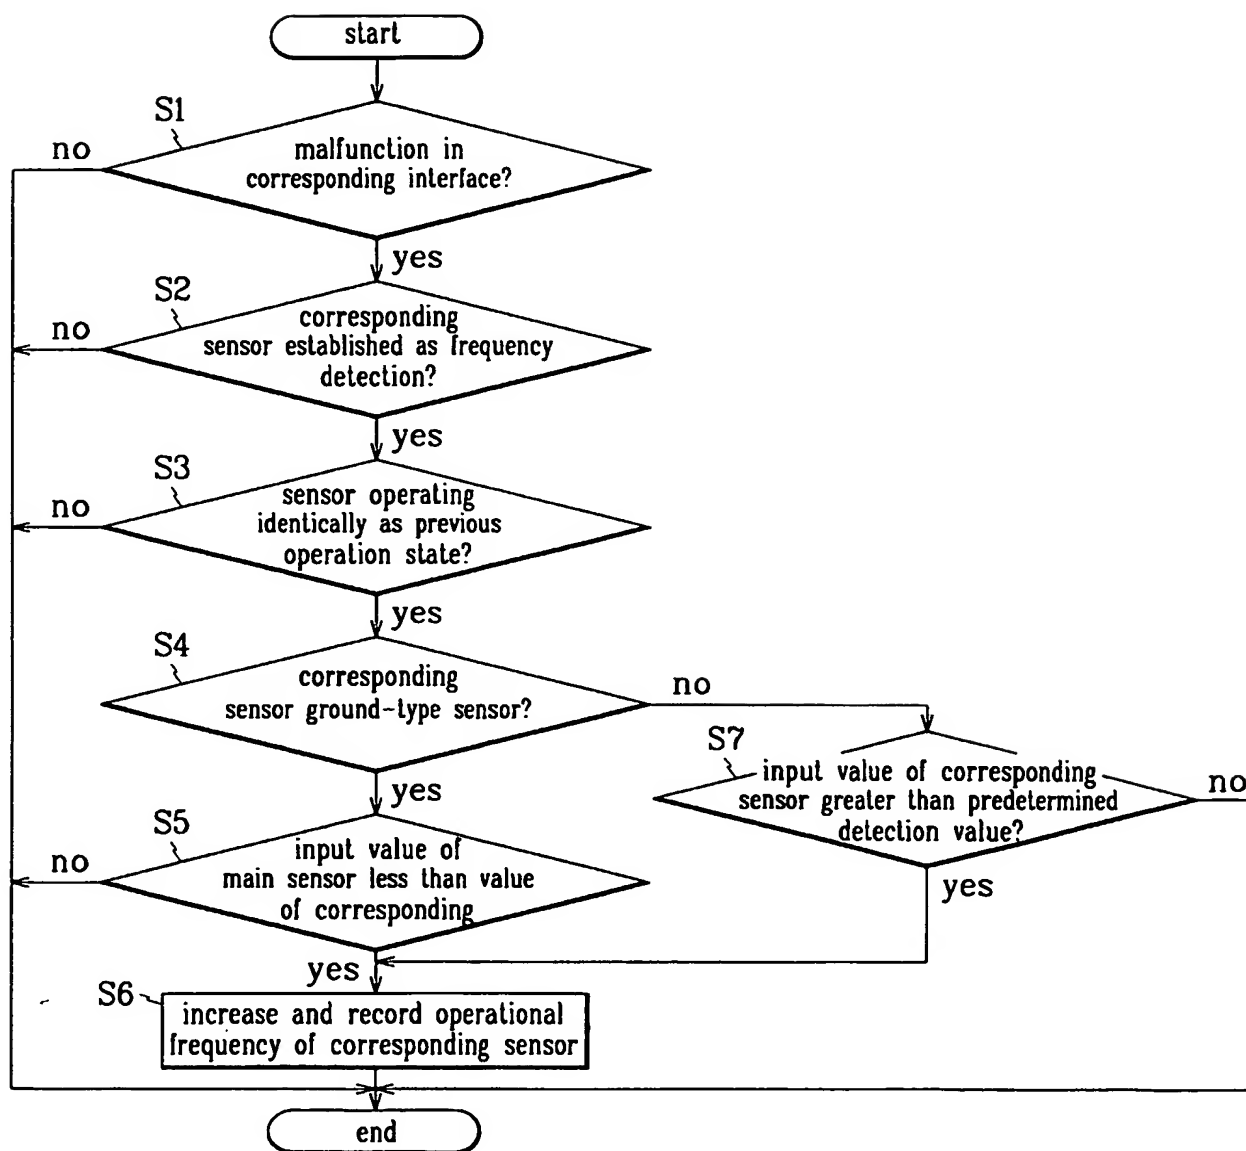 start
S1
no
malfunction in
corresponding interface?
yes
S2
no
corresponding
sensor established as frequency
detection?
yes
S3
no
sensor operating
identically as previous
operation state?
yes
S4
corresponding
sensor ground-type sensor?
no
yes
S7
input value of corresponding
sensor greater than predetermined
detection value?
no
yes
S5
no
input value of
main sensor less than value
of corresponding
yes
S6
increase and record operational
frequency of corresponding sensor
end